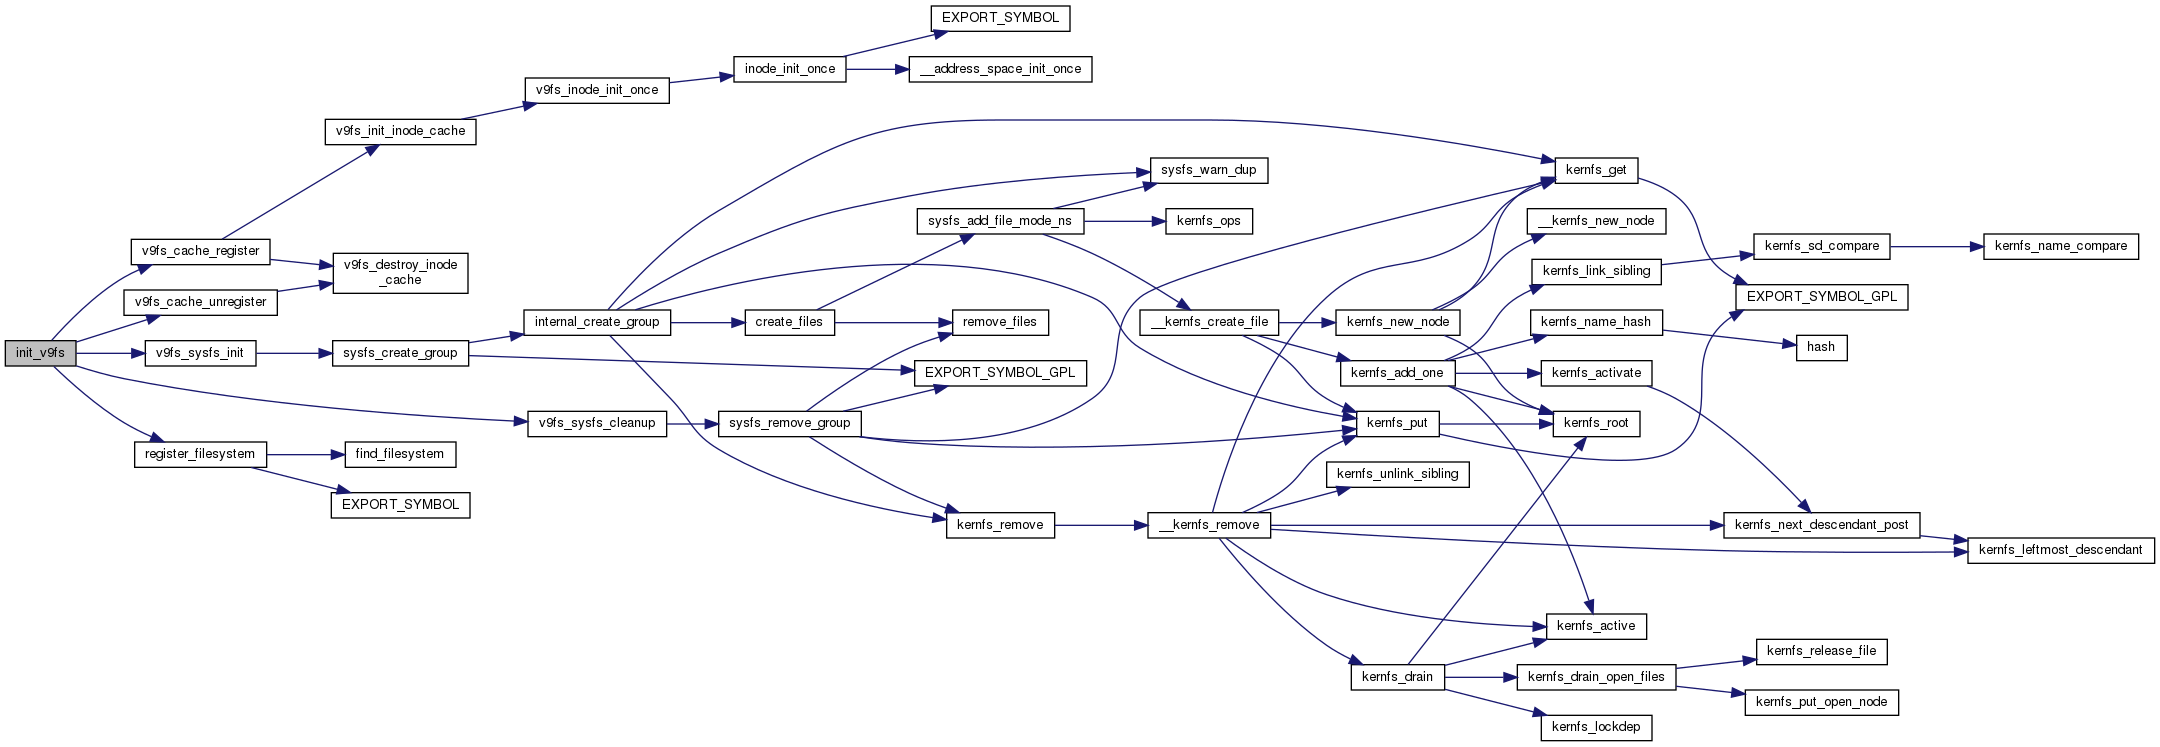 EXPORT_SYMBOL
inode_init_once
__address_space_init_once
v9fs_inode_init_once
v9fs_init_inode_cache
kernfs_get
sysfs_warn_dup
sysfs_add_file_mode_ns
kernfs_ops
__kernfs_new_node
v9fs_cache_register
kernfs_sd_compare
kernfs_name_compare
v9fs_destroy_inode
_cache
kernfs_link_sibling
v9fs_cache_unregister
EXPORT_SYMBOL_GPL
internal_create_group
create_files
remove_files
__kernfs_create_file
kernfs_new_node
kernfs_name_hash
hash
init_v9fs
v9fs_sysfs_init
sysfs_create_group
EXPORT_SYMBOL_GPL
kernfs_add_one
kernfs_activate
v9fs_sysfs_cleanup
sysfs_remove_group
kernfs_put
kernfs_root
register_filesystem
find_filesystem
kernfs_unlink_sibling
EXPORT_SYMBOL
kernfs_remove
__kernfs_remove
kernfs_next_descendant_post
kernfs_leftmost_descendant
kernfs_active
kernfs_release_file
kernfs_drain
kernfs_drain_open_files
kernfs_put_open_node
kernfs_lockdep